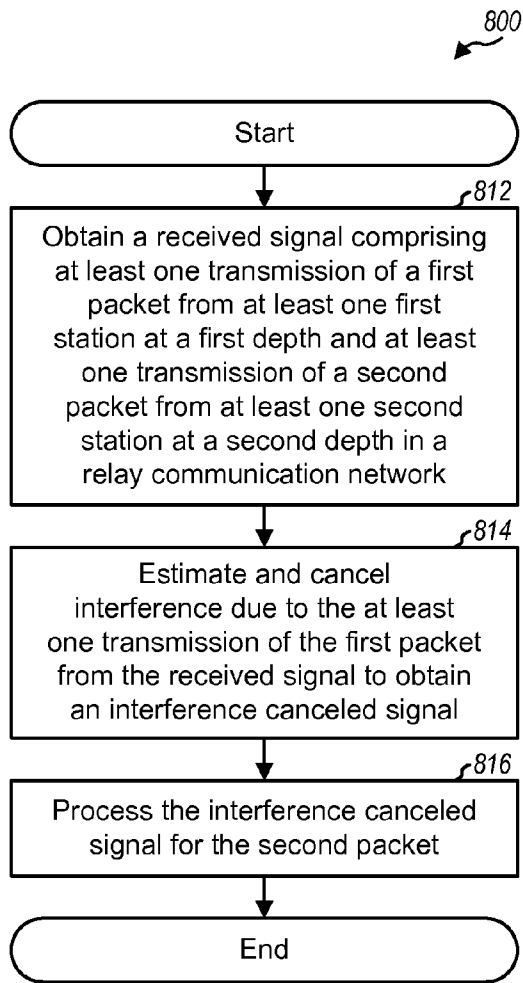 800
Start
812
Obtain a received signal comprising
at least one transmission of a first
packet from at least one first
station at a first depth and at least
one transmission of a second
packet from at least one second
station at a second depth in a
relay communication network
814
Estimate and cancel
interference due to the at least
one transmission of the first packet
from the received signal to obtain
an interference canceled signal
816
Process the interference canceled
signal for the second packet
End